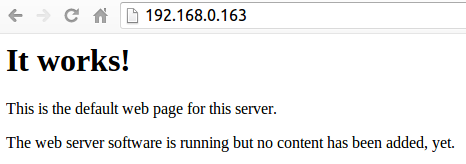 192.168.0.163
It works!
This is the default web page for this server.
The web server software is running but no content has been added, yet.